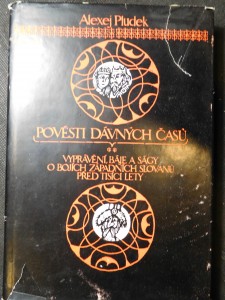 Alexej Pludek
POVĚSTI DÁVNÝCH ČASŮ
VYPRÁVĚNÍ, BÁJE A SÁGY
O BOJÍCH ZÁPADNÍCH SLOVANŮ
PŘED TISÍCI LETY